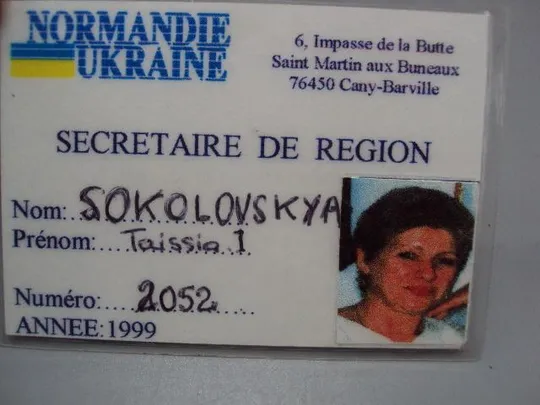 NORMANDIE
UKRAINE
6, Impasse de la Butte
Saint Martin aux Buneaux
76450 Cany-Barville
SECRETAIRE DE REGION
Nom:..SOKOLOVSKYA
Prénom:...Taissia I
Numéro:....2052......
ANNEE:1999